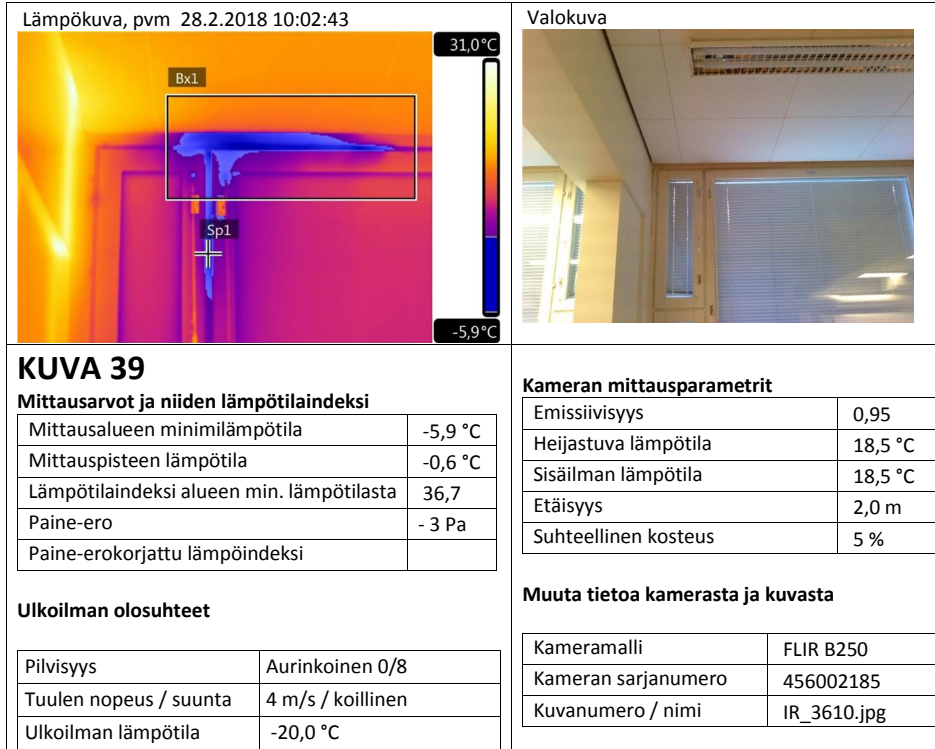 Lämpökuva, pvm 28.2.2018 10:02:43
31,0°C
Bx1
Sp1
-5,9°C
KUVA 39
Mittausarvot ja niiden lämpötilaindeksi
Mittausalueen minimilämpötila -5,9 °C
Mittauspisteen lämpötila -0,6 °C
Lämpötilaindeksi alueen min. lämpötilasta 36,7
Paine-ero - 3 Pa
Paine-erokorjattu lämpöindeksi
Ulkoilman olosuhteet
Pilvisyys Aurinkoinen 0/8
Tuulen nopeus / suunta 4 m/s / koillinen
Ulkoilman lämpötila -20,0 °C
Valokuva
Kameran mittausparametrit
Emissiivisyys 0,95
Heijastuva lämpötila 18,5 °C
Sisäilman lämpötila 18,5 °C
Etäisyys 2,0 m
Suhteellinen kosteus 5 %
Muuta tietoa kamerasta ja kuvasta
Kameramalli FLIR B250
Kameran sarjanumero 456002185
Kuvanumero / nimi IR_3610.jpg